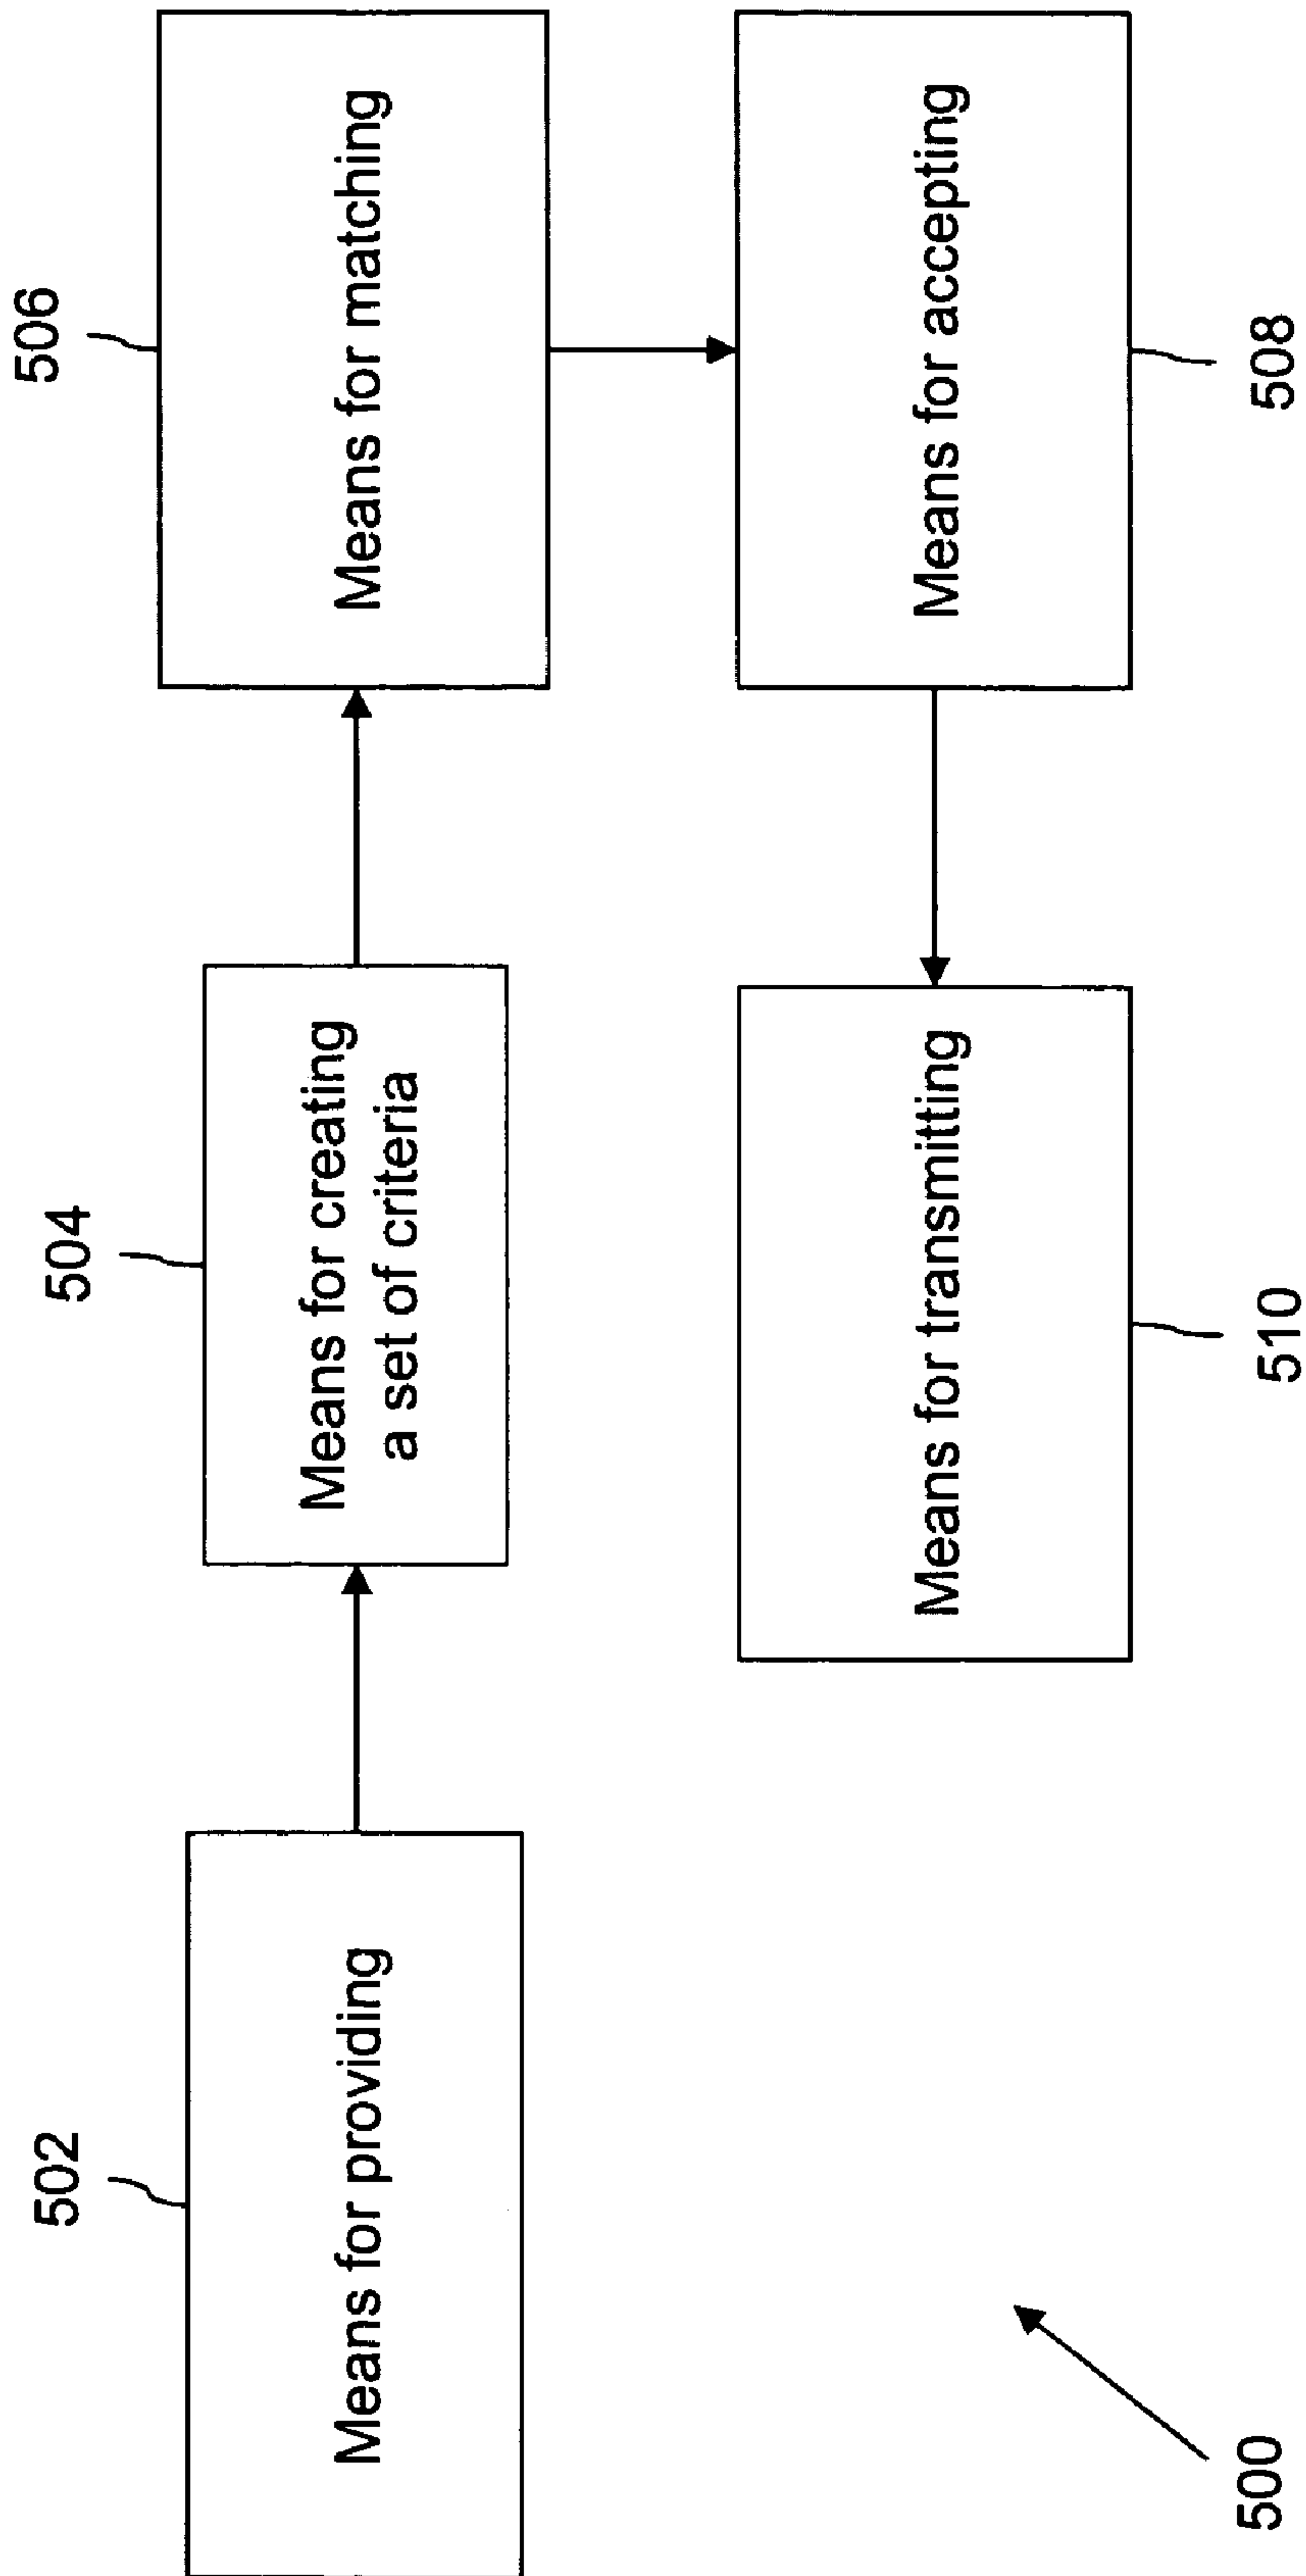 502
Means for providing
504
Means for creating
a set of criteria
506
Means for matching
508
Means for accepting
510
Means for transmitting
500